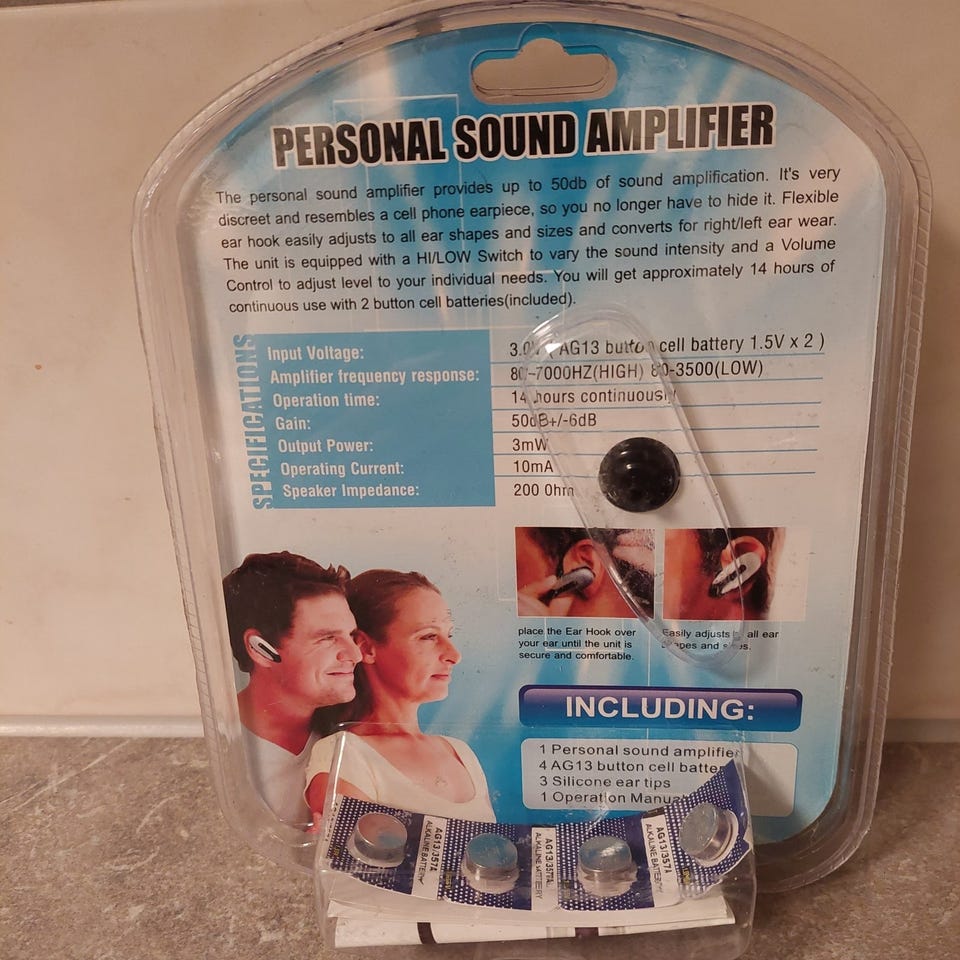 PERSONAL SOUND AMPLIFIER
The personal sound amplifier provides up to 50db of sound amplification. It's very
discreet and resembles a cell phone earpiece, so you no longer have to hide it. Flexible
ear hook easily adjusts to all ear shapes and sizes and converts for right/left ear wear.
The unit is equipped with a HI/LOW Switch to vary the sound intensity and a Volume
Control to adjust level to your individual needs. You will get approximately 14 hours of
continuous use with 2 button cell batteries(included).
SPECIFICATIONS
Input Voltage: 3.0V ( AG13 button cell battery 1.5V x 2 )
Amplifier frequency response: 80-7000HZ(HIGH) 80-3500(LOW)
Operation time: 14 hours continuously
Gain: 50dB+/-6dB
Output Power: 3mW
Operating Current: 10mA
Speaker Impedance: 200 Ohm
place the Ear Hook over
your ear until the unit is
secure and comfortable.
Easily adjusts all ear
and
INCLUDING:
1 Personal sound amplifier
4 AG13 button cell
3 Silicone ear tips
1 Operation Manual
AG13/357A
ALKALINE BATTERY
AG13/357A
ALKALINE BATTERY
AG13/357A
ALKALINE BATTERY